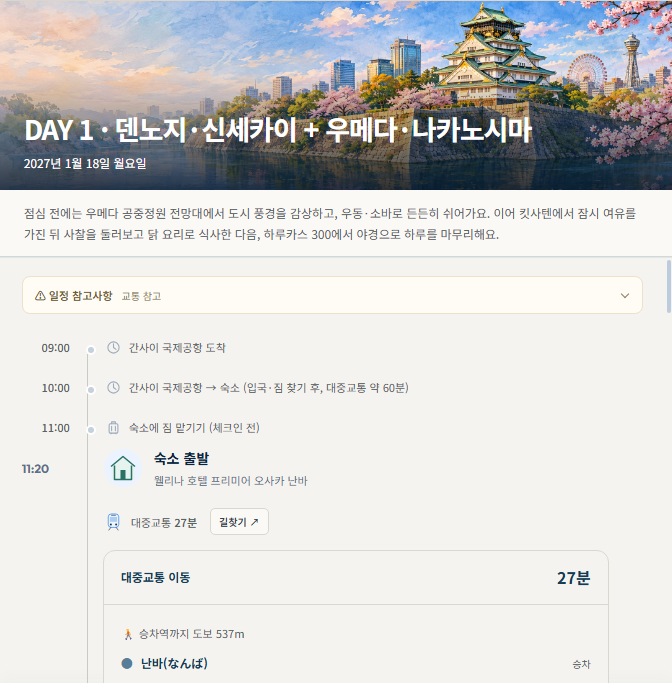 DAY 1 · 덴노지·신세카이 + 우메다·나카노시마
2027년 1월 18일 월요일
점심 전에는 우메다 공중정원 전망대에서 도시 풍경을 감상하고, 우동·소바로 든든히 쉬어가요. 이어 킷사텐에서 잠시 여유를
가진 뒤 사찰을 둘러보고 닭 요리로 식사한 다음, 하루카스 300에서 야경으로 하루를 마무리해요.
일정 참고사항 교통 참고
09:00 간사이 국제공항 도착
10:00 간사이 국제공항 → 숙소 (입국·짐 찾기 후, 대중교통 약 60분)
11:00 숙소에 짐 맡기기 (체크인 전)
11:20 숙소 출발
웰리나 호텔 프리미어 오사카 난바
대중교통 27분 길찾기 ↗
대중교통 이동 27분
승차역까지 도보 537m
난바(なんば) 승차